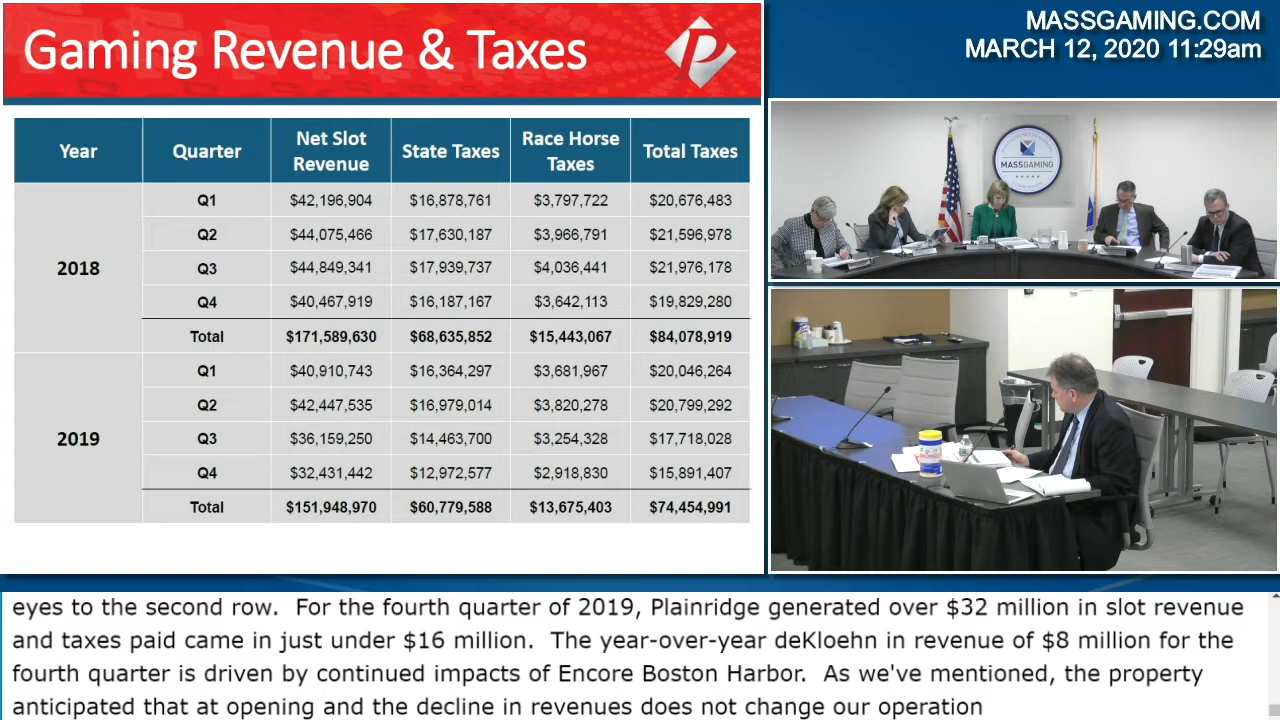 Gaming Revenue & Taxes
MASSGAMING.COM
MARCH 12, 2020 11:29am
Year Quarter Net Slot Revenue State Taxes Race Horse Taxes Total Taxes
2018
Q1 $42,196,904 $16,878,761 $3,797,722 $20,676,483
Q2 $44,075,466 $17,630,187 $3,966,791 $21,596,978
Q3 $44,849,341 $17,939,737 $4,036,441 $21,976,178
Q4 $40,467,919 $16,187,167 $3,642,113 $19,829,280
Total $171,589,630 $68,635,852 $15,443,067 $84,078,919
2019
Q1 $40,910,743 $16,364,297 $3,681,967 $20,046,264
Q2 $42,447,535 $16,979,014 $3,820,278 $20,799,292
Q3 $36,159,250 $14,463,700 $3,254,328 $17,718,028
Q4 $32,431,442 $12,972,577 $2,918,830 $15,891,407
Total $151,948,970 $60,779,588 $13,675,403 $74,454,991
MASSGAMING
eyes to the second row. For the fourth quarter of 2019, Plainridge generated over $32 million in slot revenue
and taxes paid came in just under $16 million. The year-over-year deKloehn in revenue of $8 million for the
fourth quarter is driven by continued impacts of Encore Boston Harbor. As we've mentioned, the property
anticipated that at opening and the decline in revenues does not change our operation